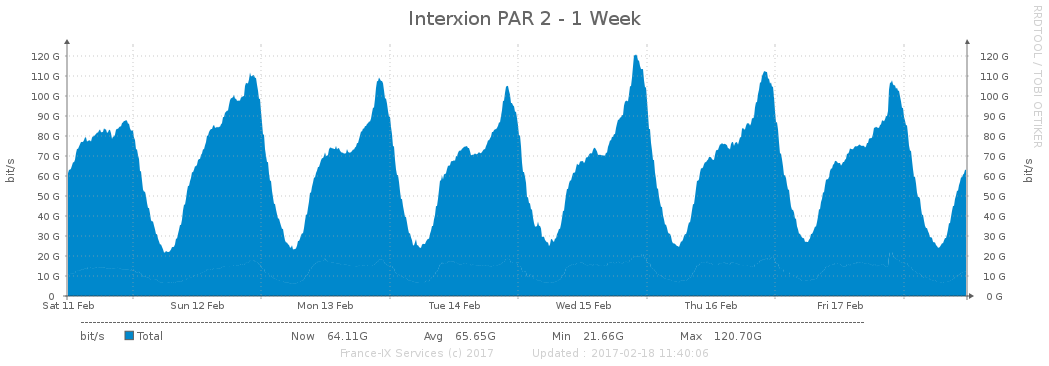 Interxion PAR 2 - 1 Week
RRDTOOL / TOBI OETIKER
bit/s
120 G
110 G
100 G
90 G
80 G
70 G
60 G
50 G
40 G
30 G
20 G
10 G
0
120 G
110 G
100 G
90 G
80 G
70 G
60 G
50 G
40 G
30 G
20 G
10 G
0 G
bit/s
Sat 11 Feb Sun 12 Feb Mon 13 Feb Tue 14 Feb Wed 15 Feb Thu 16 Feb Fri 17 Feb
bit/s Total Now 64.11G Avg 65.65G Min 21.66G Max 120.70G
France-IX Services (c) 2017 Updated : 2017-02-18 11:40:06